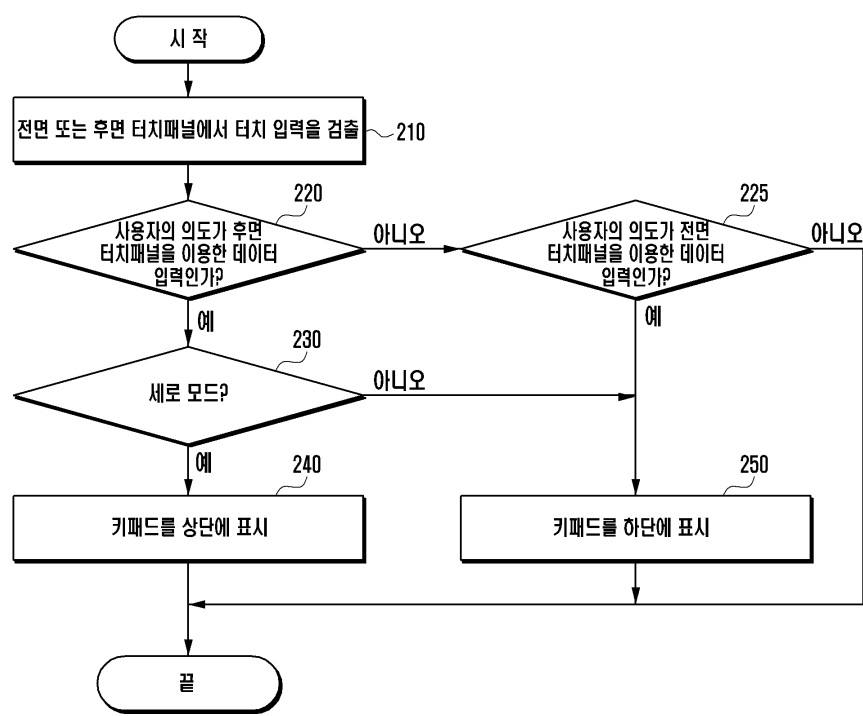 시 작
전면 또는 후면 터치패널에서 터치 입력을 검출
210
220
사용자의 의도가 후면
터치패널을 이용한 데이터
입력인가?
아니오
225
사용자의 의도가 전면
터치패널을 이용한 데이터
입력인가?
아니오
예
예
230
세로 모드?
아니오
예
240
키패드를 상단에 표시
250
키패드를 하단에 표시
끝